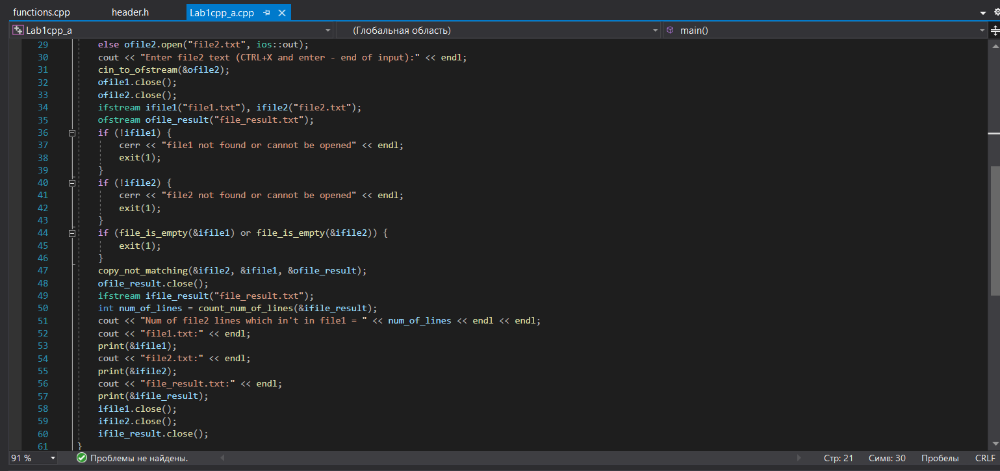 functions.cpp header.h Lab1cpp_a.cpp
Lab1cpp_a (Глобальная область) main()
29 else ofile2.open("file2.txt", ios::out);
30 cout << "Enter file2 text (CTRL+X and enter - end of input):" << endl;
31 cin_to_ofstream(&ofile2);
32 ofile1.close();
33 ofile2.close();
34 ifstream ifile1("file1.txt"), ifile2("file2.txt");
35 ofstream ofile_result("file_result.txt");
36 if (!ifile1) {
37 cerr << "file1 not found or cannot be opened" << endl;
38 exit(1);
39 }
40 if (!ifile2) {
41 cerr << "file2 not found or cannot be opened" << endl;
42 exit(1);
43 }
44 if (file_is_empty(&ifile1) or file_is_empty(&ifile2)) {
45 exit(1);
46 }
47 copy_not_matching(&ifile2, &ifile1, &ofile_result);
48 ofile_result.close();
49 ifstream ifile_result("file_result.txt");
50 int num_of_lines = count_num_of_lines(&ifile_result);
51 cout << "Num of file2 lines which in't in file1 = " << num_of_lines << endl << endl;
52 cout << "file1.txt:" << endl;
53 print(&ifile1);
54 cout << "file2.txt:" << endl;
55 print(&ifile2);
56 cout << "file_result.txt:" << endl;
57 print(&ifile_result);
58 ifile1.close();
59 ifile2.close();
60 ifile_result.close();
61 }
91 % Проблемы не найдены. Стр: 21 Симв: 30 Пробелы CRLF